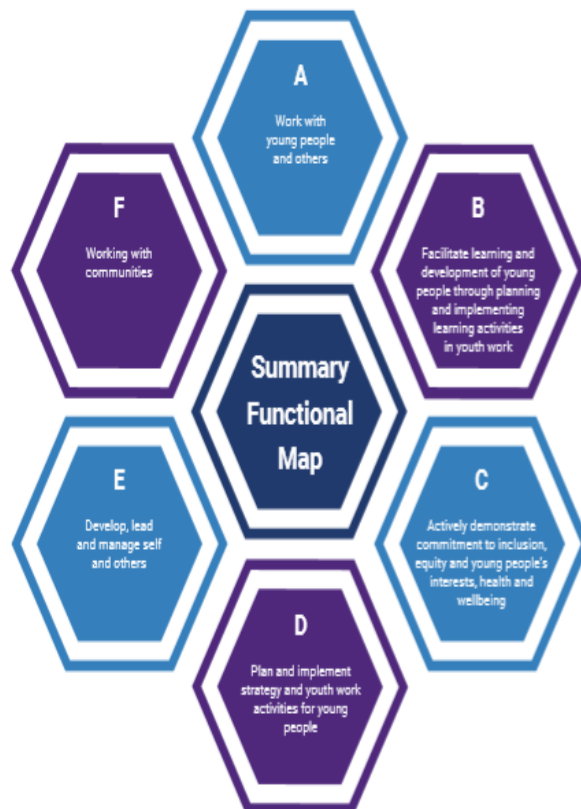 A
Work with
young people
and others
B
Facilitate learning and
development of young
people through planning
and implementing
learning activities
in youth work
C
Actively demonstrate
commitment to inclusion,
equity and young people's
interests, health and
wellbeing
D
Plan and implement
strategy and youth work
activities for young
people
E
Develop, lead
and manage self
and others
F
Working with
communities
Summary
Functional
Map